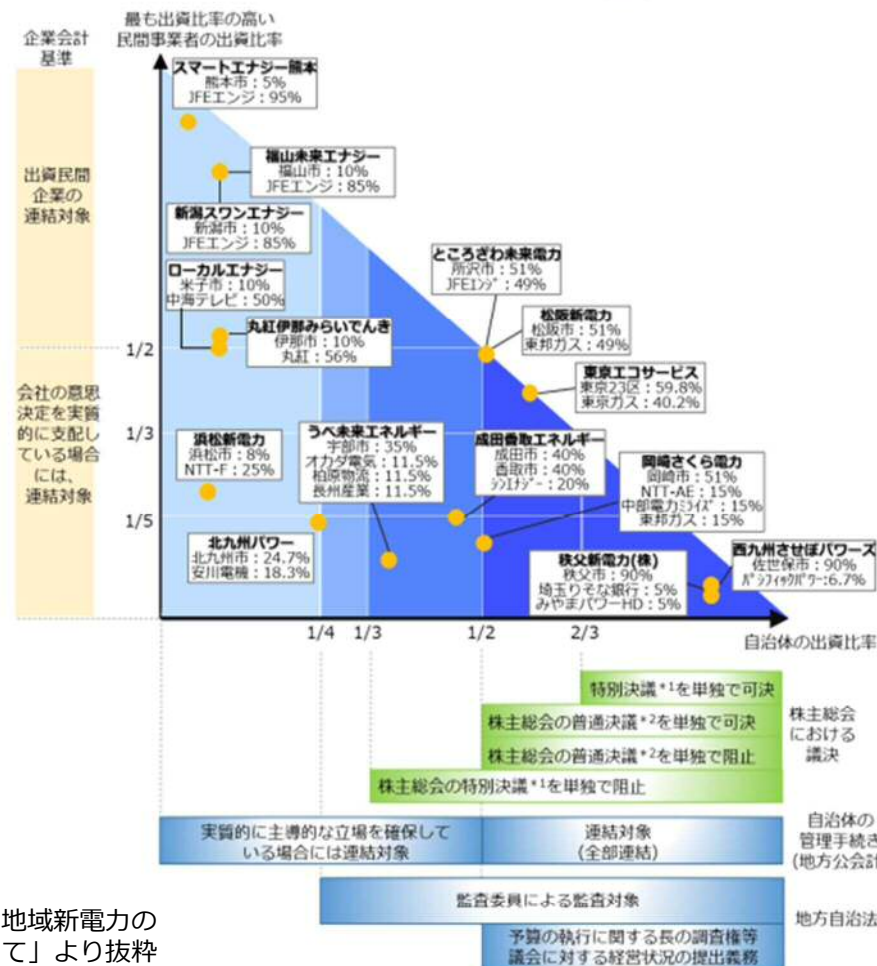 最も出資比率の高い
民間事業者の出資比率
企業会計
基準
スマートエナジー熊本
熊本市：5%
JFEエンジ：95%
出資民間
企業の
連結対象
福山未来エナジー
福山市：10%
JFEエンジ：85%
新潟スワンエナジー
新潟市：10%
JFEエンジ：85%
ローカルエナジー
米子市：10%
中海テレビ：50%
丸紅伊那みらいでんき
伊那市：10%
丸紅：56%
ところざわ未来電力
所沢市：51%
JFEｴﾝｼﾞ：49%
松阪新電力
松阪市：51%
東邦ガス：49%
東京エコサービス
東京23区：59.8%
東京ガス：40.2%
1/2
1/3
1/5
会社の意思
決定を実質
的に支配し
ている場合
には、
連結対象
浜松新電力
浜松市：8%
NTT-F：25%
うべ未来エネルギー
宇部市：35%
オカダ電気：11.5%
柏原物流：11.5%
長州産業：11.5%
成田香取エネルギー
成田市：40%
香取市：40%
ｼﾝｴﾅｼﾞｰ：20%
岡崎さくら電力
岡崎市：51%
NTT-AE：15%
中部電力ﾐﾗｲｽﾞ：15%
東邦ガス：15%
北九州パワー
北九州市：24.7%
安川電機：18.3%
秩父新電力(株)
秩父市：90%
埼玉りそな銀行：5%
みやまパワーHD：5%
西九州させぼパワーズ
佐世保市：90%
ﾊﾟｼﾌｨｯｸﾊﾟﾜｰ:6.7%
1/4 1/3 1/2 2/3
自治体の出資比率
特別決議*1を単独で可決
株主総会の普通決議*2を単独で可決
株主総会の普通決議*2を単独で阻止
株主総会の特別決議*1を単独で阻止
株主総会
における
議決
実質的に主導的な立場を確保して
いる場合には連結対象
連結対象
(全部連結)
自治体の
管理手続き
(地方公会計
監査委員による監査対象
予算の執行に関する長の調査権等
議会に対する経営状況の提出義務
地方自治法
地域新電力の
て」より抜粋